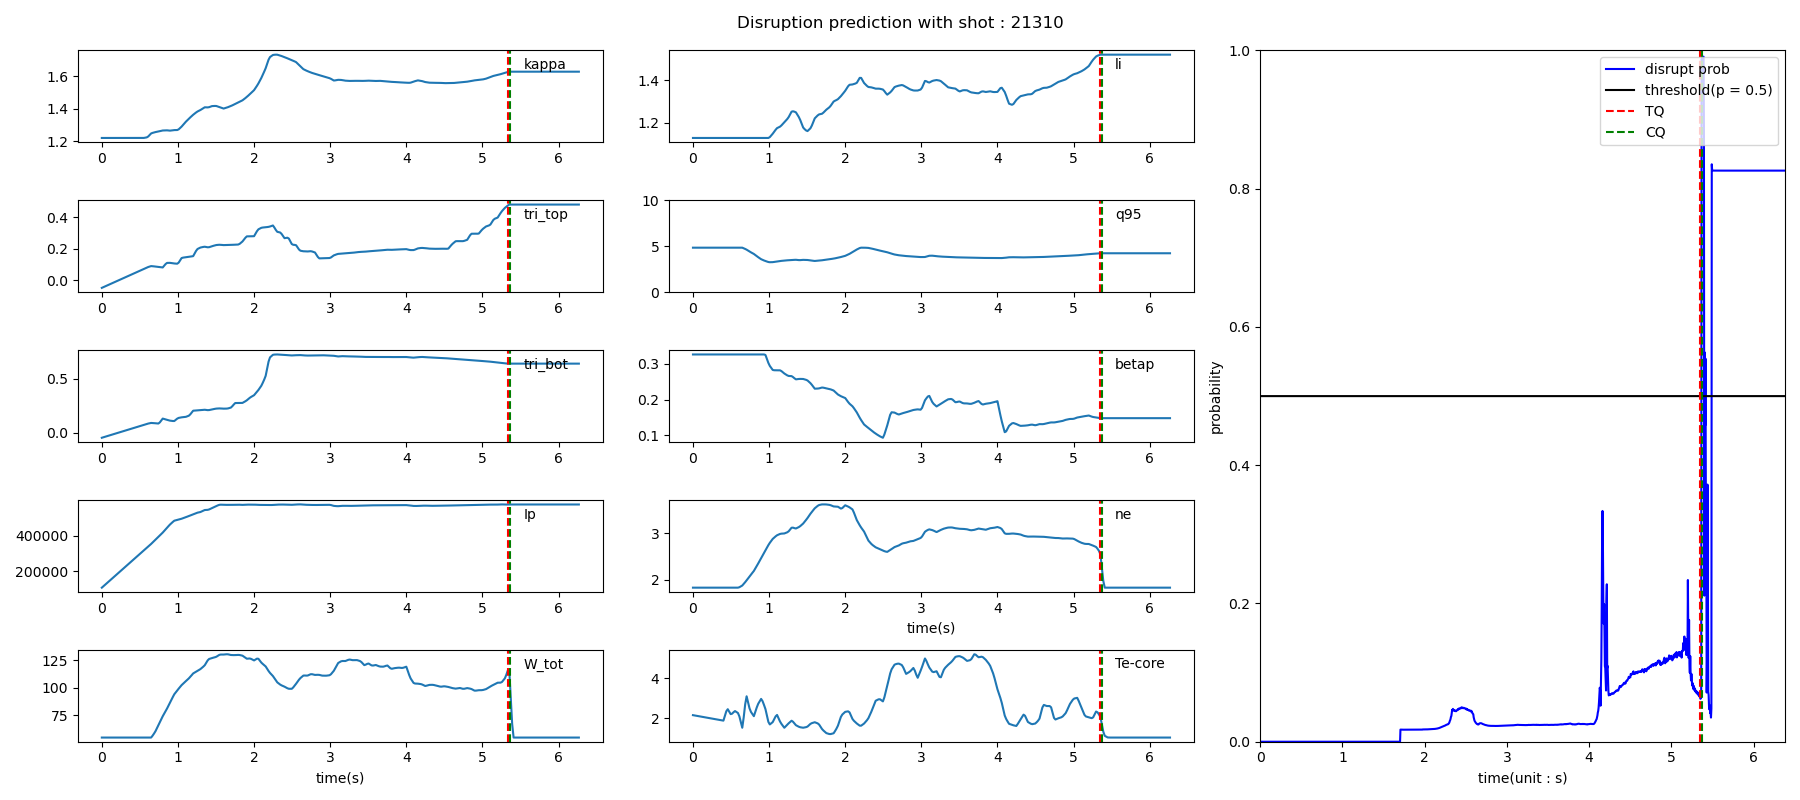 Disruption prediction with shot : 21310
kappa
1.6
1.4
1.2
0 1 2 3 4 5 6
li
1.4
1.2
0 1 2 3 4 5 6
tri_top
0.4
0.2
0.0
0 1 2 3 4 5 6
q95
10
5
0
0 1 2 3 4 5 6
tri_bot
0.5
0.0
0 1 2 3 4 5 6
betap
0.3
0.2
0.1
0 1 2 3 4 5 6
Ip
400000
200000
0 1 2 3 4 5 6
ne
3
2
0 1 2 3 4 5 6
time(s)
W_tot
125
100
75
0 1 2 3 4 5 6
time(s)
Te-core
4
2
0 1 2 3 4 5 6
time(s)
disrupt prob
threshold(p = 0.5)
TQ
CQ
1.0
0.8
0.6
0.4
0.2
0.0
probability
0 1 2 3 4 5 6
time(unit : s)